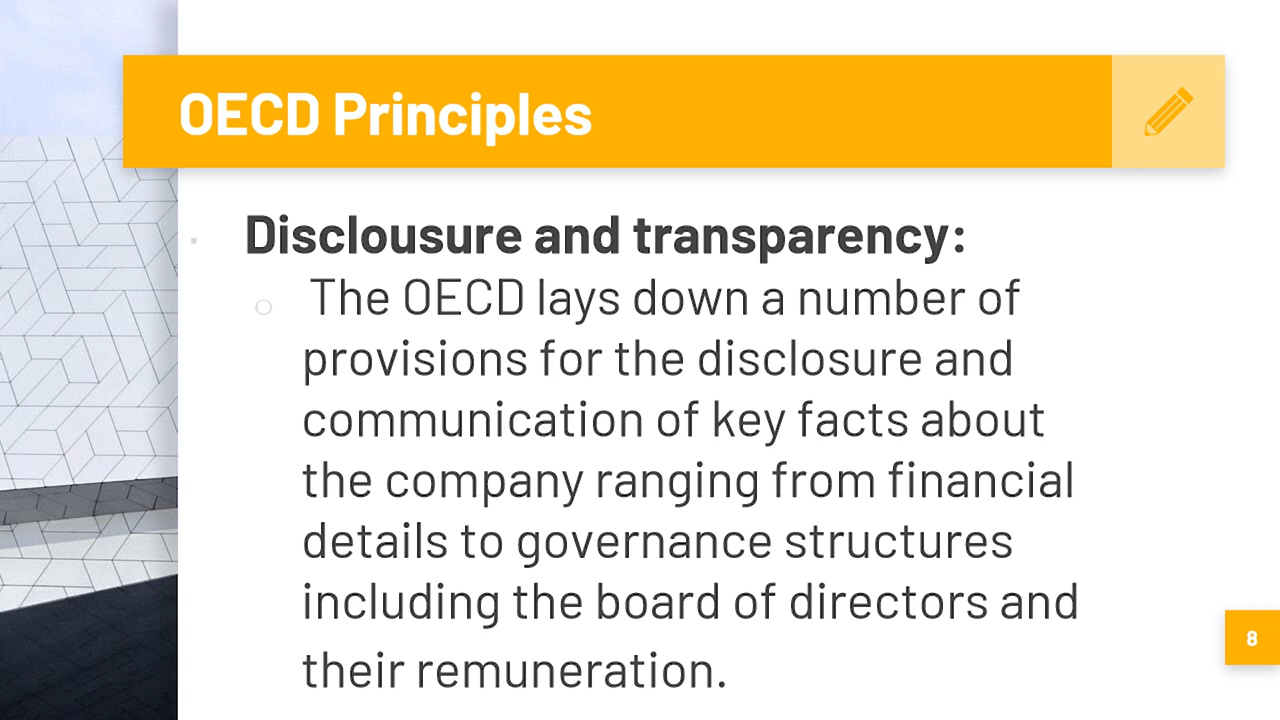 OECD Principles
Disclousure and transparency:
The OECD lays down a number of
provisions for the disclosure and
communication of key facts about
the company ranging from financial
details to governance structures
including the board of directors and
their remuneration.
8